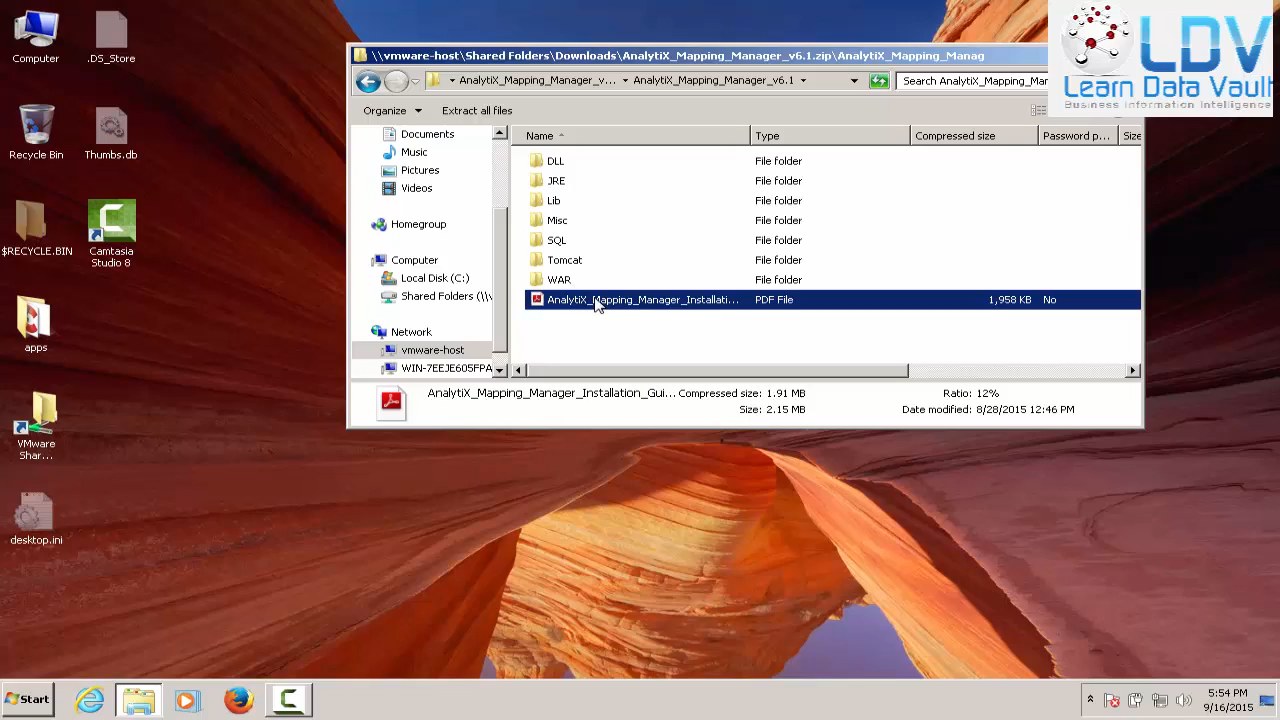 Computer
.DS_Store
Recycle Bin
Thumbs.db
$RECYCLE.BIN
Camtasia
Studio 8
apps
VMware
Shar...
desktop.ini
\\vmware-host\Shared Folders\Downloads\AnalytiX_Mapping_Manager_v6.1.zip\AnalytiX_Mapping_Manag
AnalytiX_Mapping_Manager_v... AnalytiX_Mapping_Manager_v6.1
Search AnalytiX_Mapping_Mar
Organize Extract all files
Documents
Music
Pictures
Videos
Homegroup
Computer
Local Disk (C:)
Shared Folders (\\
Network
vmware-host
WIN-7EEJE605FPA
Name Type Compressed size Password p... Size
DLL File folder
JRE File folder
Lib File folder
Misc File folder
SQL File folder
Tomcat File folder
WAR File folder
AnalytiX_Mapping_Manager_Installati... PDF File 1,958 KB No
AnalytiX_Mapping_Manager_Installation_Gui... Compressed size: 1.91 MB Ratio: 12%
Size: 2.15 MB Date modified: 8/28/2015 12:46 PM
LDV
Learn Data Vault
Business Information Intelligence
Start
5:54 PM
9/16/2015